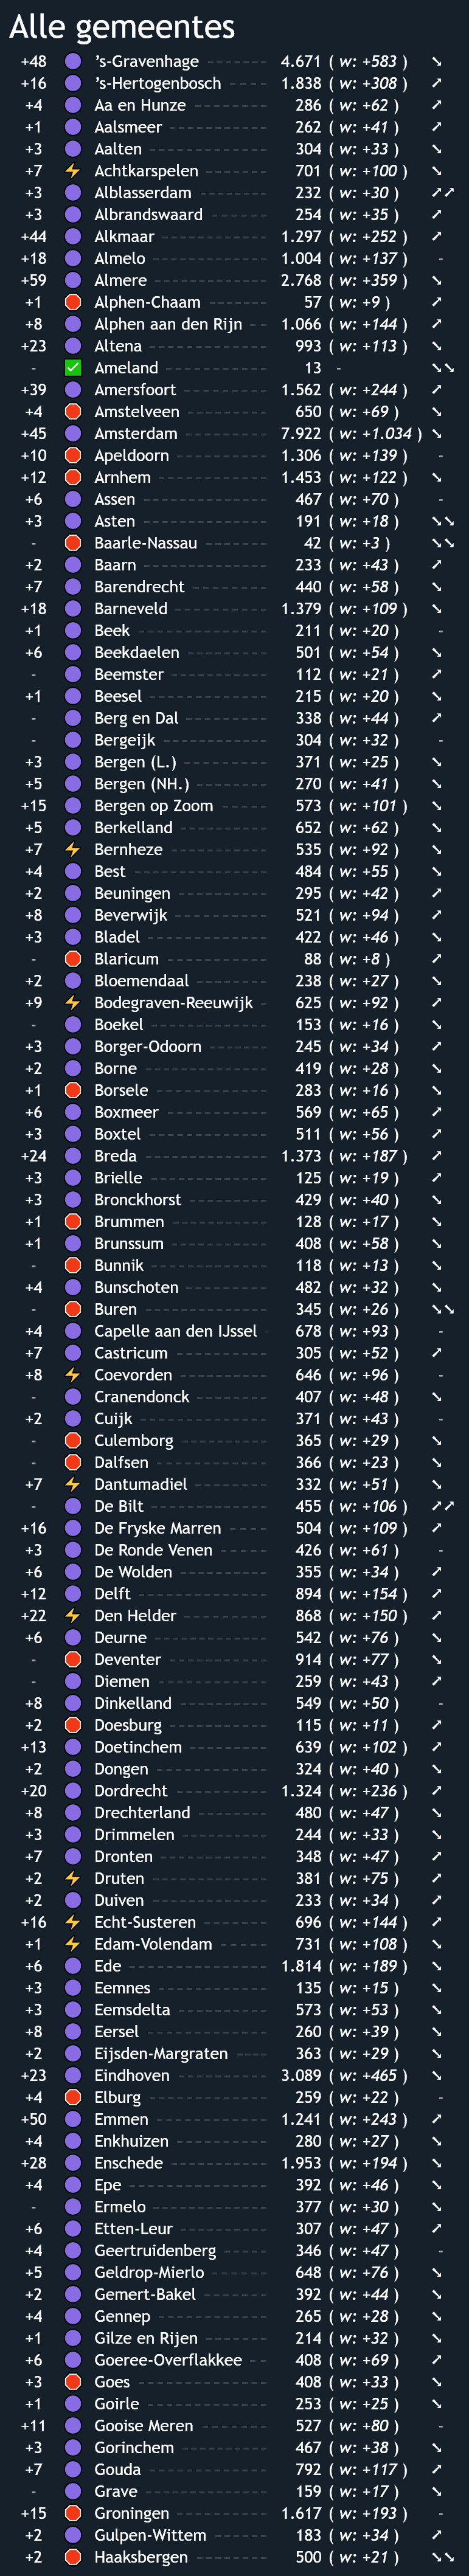 Alle gemeentes
+48 's-Gravenhage 4.671 ( w: +583 ) ↘
+16 's-Hertogenbosch 1.838 ( w: +308 ) ↗
+4 Aa en Hunze 286 ( w: +62 ) ↗
+1 Aalsmeer 262 ( w: +41 ) ↗
+3 Aalten 304 ( w: +33 ) ↘
+7 Achtkarspelen 701 ( w: +100 ) ↘
+3 Alblasserdam 232 ( w: +30 ) ↗↗
+3 Albrandswaard 254 ( w: +35 ) ↗
+44 Alkmaar 1.297 ( w: +252 ) ↗
+18 Almelo 1.004 ( w: +137 ) -
+59 Almere 2.768 ( w: +359 ) ↘
+1 Alphen-Chaam 57 ( w: +9 ) ↗
+8 Alphen aan den Rijn 1.066 ( w: +144 ) ↗
+23 Altena 993 ( w: +113 ) ↘
- Ameland 13 - ↘↘
+39 Amersfoort 1.562 ( w: +244 ) ↗
+4 Amstelveen 650 ( w: +69 ) ↘
+45 Amsterdam 7.922 ( w: +1.034 ) ↘
+10 Apeldoorn 1.306 ( w: +139 ) -
+12 Arnhem 1.453 ( w: +122 ) ↘
+6 Assen 467 ( w: +70 ) -
+3 Asten 191 ( w: +18 ) ↘↘
- Baarle-Nassau 42 ( w: +3 ) ↘↘
+2 Baarn 233 ( w: +43 ) ↗
+7 Barendrecht 440 ( w: +58 ) ↘
+18 Barneveld 1.379 ( w: +109 ) ↘
+1 Beek 211 ( w: +20 ) -
+6 Beekdaelen 501 ( w: +54 ) ↘
- Beemster 112 ( w: +21 ) ↗
+1 Beesel 215 ( w: +20 ) ↘
- Berg en Dal 338 ( w: +44 ) ↗
- Bergeijk 304 ( w: +32 ) -
+3 Bergen (L.) 371 ( w: +25 ) ↘
+5 Bergen (NH.) 270 ( w: +41 ) ↘
+15 Bergen op Zoom 573 ( w: +101 ) ↘
+5 Berkelland 652 ( w: +62 ) ↘
+7 Bernheze 535 ( w: +92 ) ↘
+4 Best 484 ( w: +55 ) ↘
+2 Beuningen 295 ( w: +42 ) ↗
+8 Beverwijk 521 ( w: +94 ) ↗
+3 Bladel 422 ( w: +46 ) ↘
- Blaricum 88 ( w: +8 ) ↗
+2 Bloemendaal 238 ( w: +27 ) ↘
+9 Bodegraven-Reeuwijk 625 ( w: +92 ) ↗
- Boekel 153 ( w: +16 ) ↘
+3 Borger-Odoorn 245 ( w: +34 ) ↗
+2 Borne 419 ( w: +28 ) ↘
+1 Borsele 283 ( w: +16 ) ↘
+6 Boxmeer 569 ( w: +65 ) ↗
+3 Boxtel 511 ( w: +56 ) ↗
+24 Breda 1.373 ( w: +187 ) ↗
+3 Brielle 125 ( w: +19 ) ↗
+3 Bronckhorst 429 ( w: +40 ) ↘
+1 Brummen 128 ( w: +17 ) ↘
+1 Brunssum 408 ( w: +58 ) ↘
- Bunnik 118 ( w: +13 ) ↘
+4 Bunschoten 482 ( w: +32 ) ↘
- Buren 345 ( w: +26 ) ↘↘
+4 Capelle aan den IJssel 678 ( w: +93 ) -
+7 Castricum 305 ( w: +52 ) ↗
+8 Coevorden 646 ( w: +96 ) -
- Cranendonck 407 ( w: +48 ) ↘
+2 Cuijk 371 ( w: +43 ) -
- Culemborg 365 ( w: +29 ) ↘
- Dalfsen 366 ( w: +23 ) ↘
+7 Dantumadiel 332 ( w: +51 ) ↘
- De Bilt 455 ( w: +106 ) ↗↗
+16 De Fryske Marren 504 ( w: +109 ) ↗
+3 De Ronde Venen 426 ( w: +61 ) -
+6 De Wolden 355 ( w: +34 ) ↗
+12 Delft 894 ( w: +154 ) ↗
+22 Den Helder 868 ( w: +150 ) ↗
+6 Deurne 542 ( w: +76 ) ↘
- Deventer 914 ( w: +77 ) ↘
- Diemen 259 ( w: +43 ) ↗
+8 Dinkelland 549 ( w: +50 ) -
+2 Doesburg 115 ( w: +11 ) ↗
+13 Doetinchem 639 ( w: +102 ) ↗
+2 Dongen 324 ( w: +40 ) ↘
+20 Dordrecht 1.324 ( w: +236 ) ↗
+8 Drechterland 480 ( w: +47 ) ↘
+3 Drimmelen 244 ( w: +33 ) ↘
+7 Dronten 348 ( w: +47 ) ↗
+2 Druten 381 ( w: +75 ) ↗
+2 Duiven 233 ( w: +34 ) ↗
+16 Echt-Susteren 696 ( w: +144 ) ↗
+1 Edam-Volendam 731 ( w: +108 ) ↘
+6 Ede 1.814 ( w: +189 ) ↗
+3 Eemnes 135 ( w: +15 ) ↘
+3 Eemsdelta 573 ( w: +53 ) ↘
+8 Eersel 260 ( w: +39 ) ↘
+2 Eijsden-Margraten 363 ( w: +29 ) ↘
+23 Eindhoven 3.089 ( w: +465 ) ↘
+4 Elburg 259 ( w: +22 ) -
+50 Emmen 1.241 ( w: +243 ) ↗
+4 Enkhuizen 280 ( w: +27 ) ↘
+28 Enschede 1.953 ( w: +194 ) ↘
+4 Epe 392 ( w: +46 ) ↘
- Ermelo 377 ( w: +30 ) ↘
+6 Etten-Leur 307 ( w: +47 ) ↗
+4 Geertruidenberg 346 ( w: +47 ) -
+5 Geldrop-Mierlo 648 ( w: +76 ) ↘
+2 Gemert-Bakel 392 ( w: +44 ) ↘
+4 Gennep 265 ( w: +28 ) ↘
+1 Gilze en Rijen 214 ( w: +32 ) ↘
+6 Goeree-Overflakkee 408 ( w: +69 ) ↗
+3 Goes 408 ( w: +33 ) ↘
+1 Goirle 253 ( w: +25 ) ↘
+11 Gooise Meren 527 ( w: +80 ) -
+3 Gorinchem 467 ( w: +38 ) ↘
+7 Gouda 792 ( w: +117 ) ↗
- Grave 159 ( w: +17 ) ↘
+15 Groningen 1.617 ( w: +193 ) -
+2 Gulpen-Wittem 183 ( w: +34 ) ↗
+2 Haaksbergen 500 ( w: +21 ) ↘↘